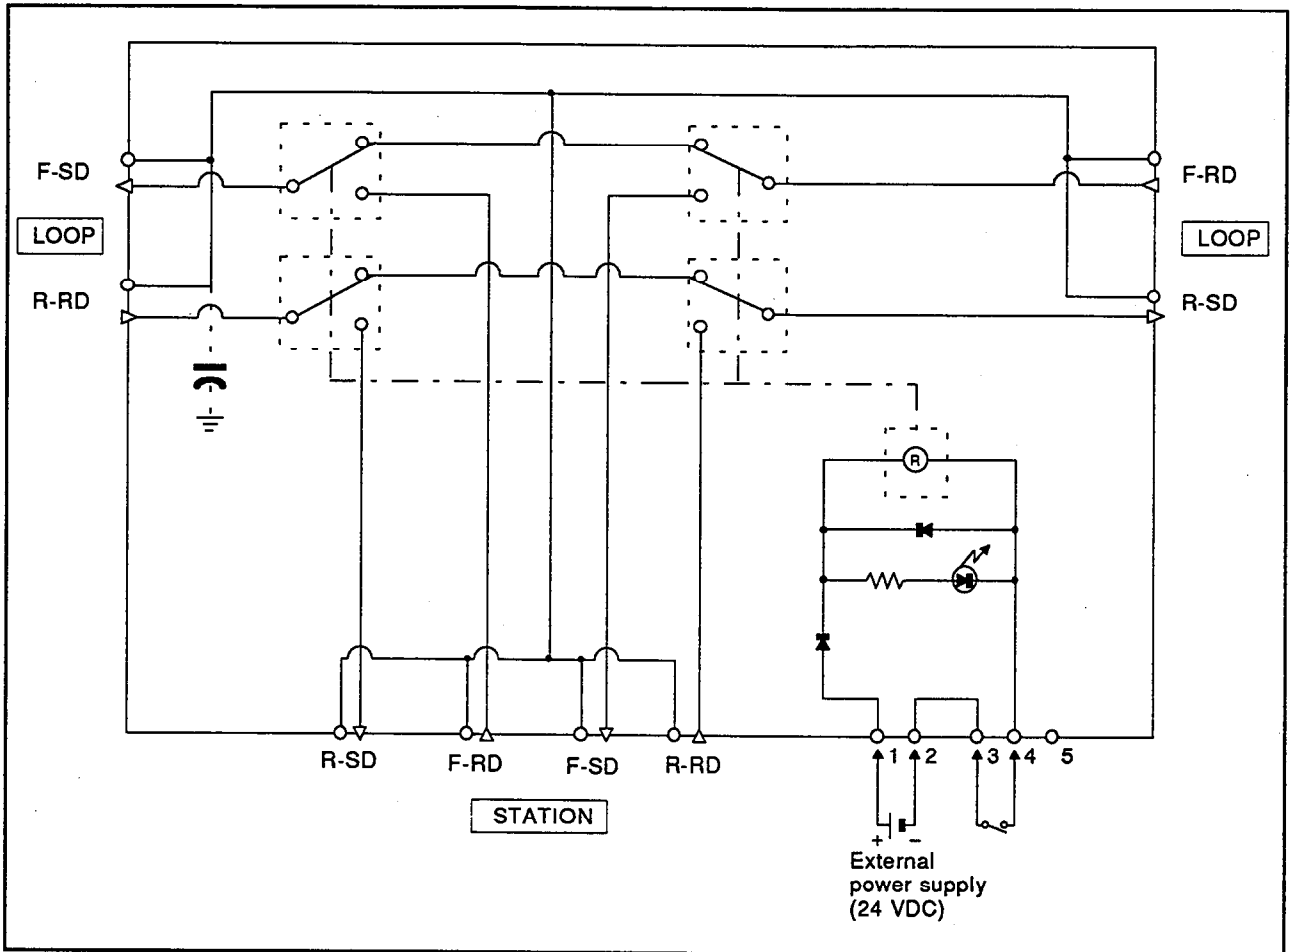 F-SD
F-RD
LOOP
LOOP
R-RD
R-SD
R
1 2 3 4 5
R-SD F-RD F-SD R-RD
STATION
+ −
External
power supply
(24 VDC)